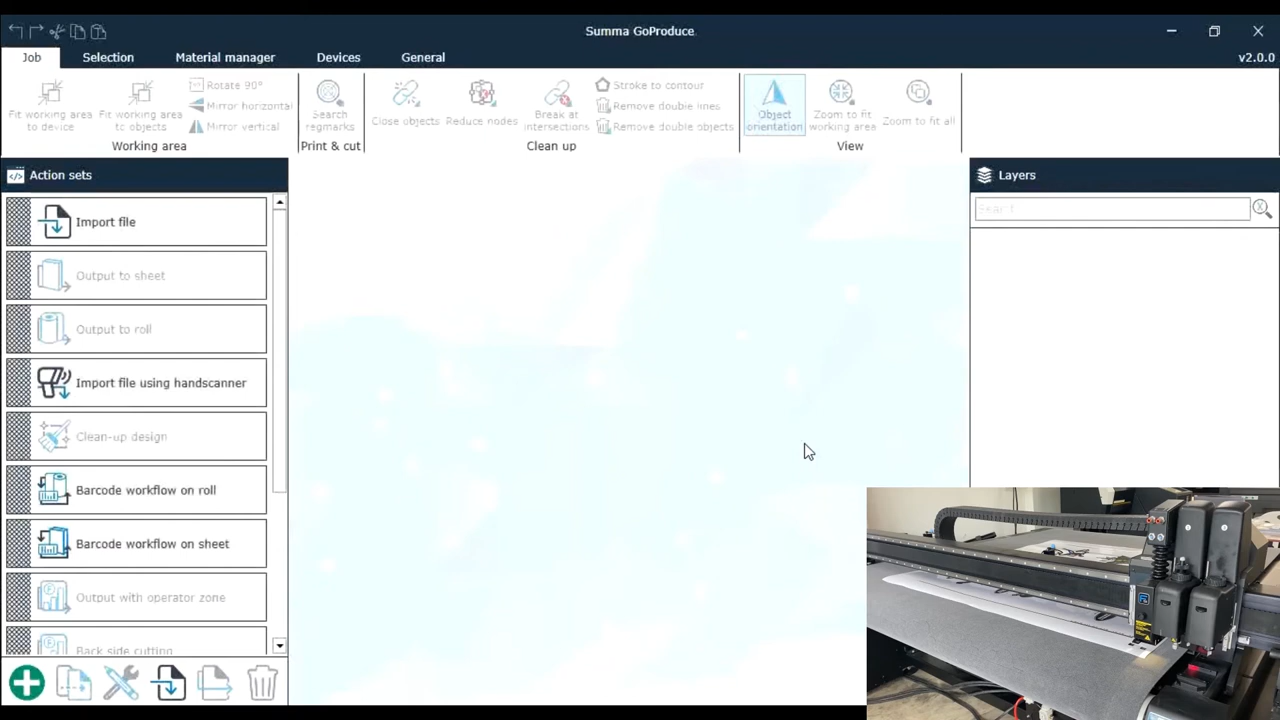 Summa GoProduce
Job
Selection
Material manager
Devices
General
v2.0.0
Fit working area to device
Fit working area to objects
Rotate 90°
Mirror horizontal
Mirror vertical
Working area
Search regmarks
Print & cut
Close objects
Reduce nodes
Break at intersections
Stroke to contour
Remove double lines
Remove double objects
Clean up
Object orientation
Zoom to fit working area
Zoom to fit all
View
Action sets
Import file
Output to sheet
Output to roll
Import file using handscanner
Clean-up design
Barcode workflow on roll
Barcode workflow on sheet
Output with operator zone
Back side cutting
Layers